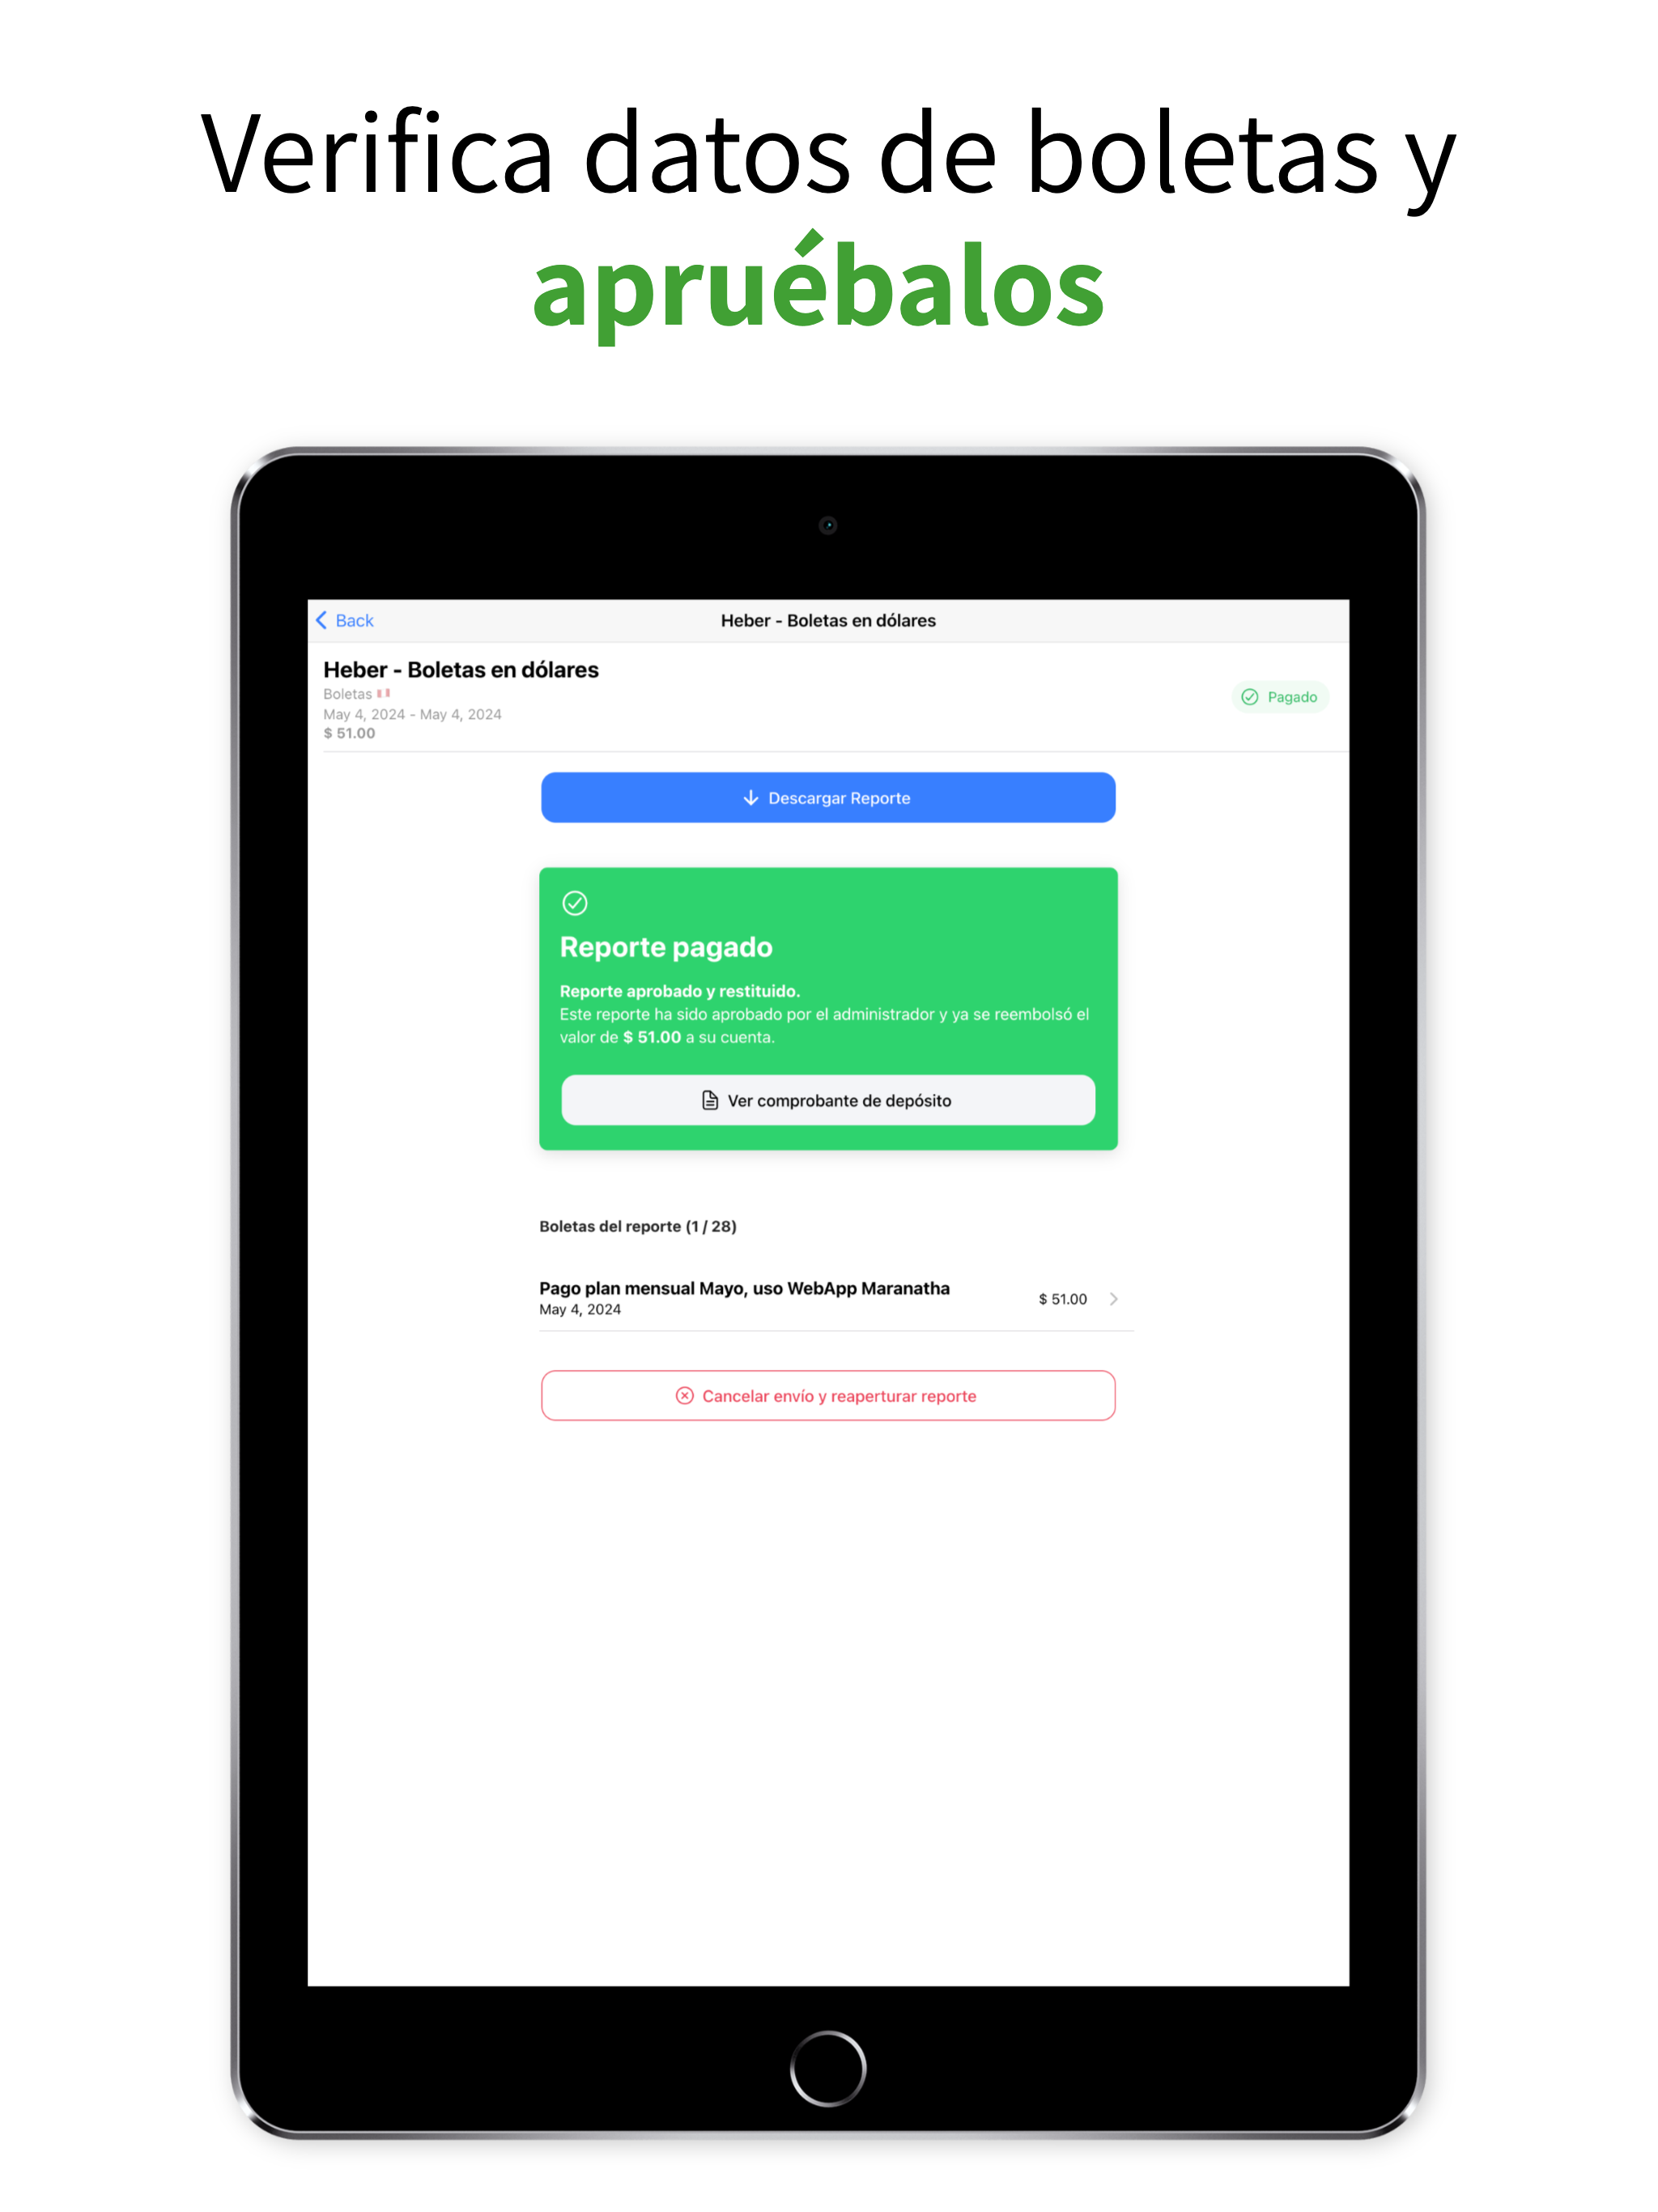 Verifica datos de boletas y
apruébalos
Back
Heber - Boletas en dólares
Heber - Boletas en dólares
Boletas
May 4, 2024 - May 4, 2024
$ 51.00
Pagado
Descargar Reporte
Reporte pagado
Reporte aprobado y restituido.
Este reporte ha sido aprobado por el administrador y ya se reembolsó el
valor de $ 51.00 a su cuenta.
Ver comprobante de depósito
Boletas del reporte (1 / 28)
Pago plan mensual Mayo, uso WebApp Maranatha
May 4, 2024
$ 51.00
Cancelar envío y reaperturar reporte